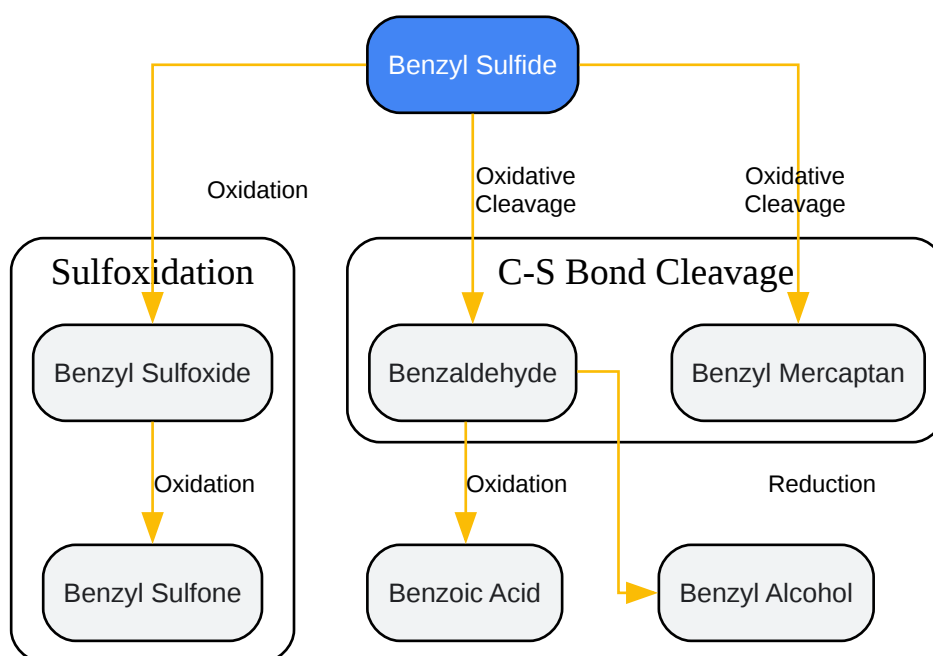 Benzyl Sulfide
Oxidation
Oxidative
Cleavage
Oxidative
Cleavage
Sulfoxidation
C-S Bond Cleavage
Benzyl Sulfoxide
Benzaldehyde
Benzyl Mercaptan
Oxidation
Oxidation
Reduction
Benzyl Sulfone
Benzoic Acid
Benzyl Alcohol